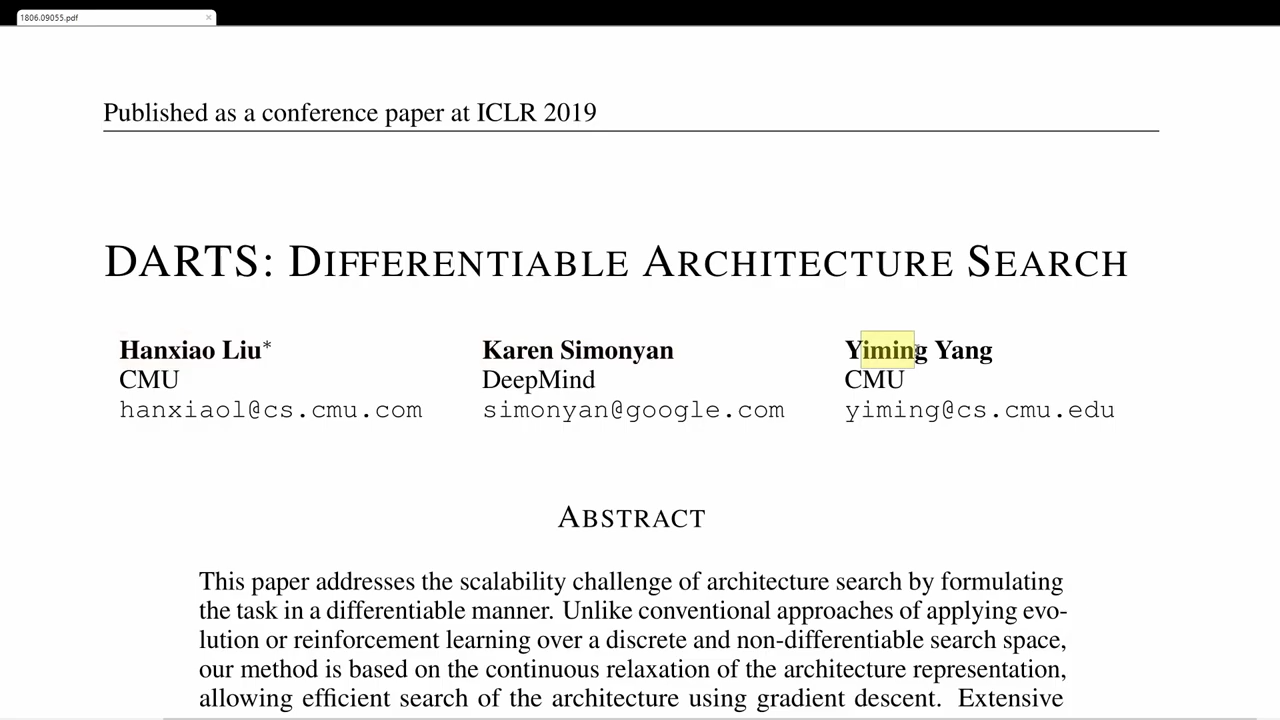 1806.09055.pdf
Published as a conference paper at ICLR 2019
DARTS: DIFFERENTIABLE ARCHITECTURE SEARCH
Hanxiao Liu* Karen Simonyan Yiming Yang
CMU DeepMind CMU
hanxiaol@cs.cmu.com simonyan@google.com yiming@cs.cmu.edu
ABSTRACT
This paper addresses the scalability challenge of architecture search by formulating
the task in a differentiable manner. Unlike conventional approaches of applying evo-
lution or reinforcement learning over a discrete and non-differentiable search space,
our method is based on the continuous relaxation of the architecture representation,
allowing efficient search of the architecture using gradient descent. Extensive